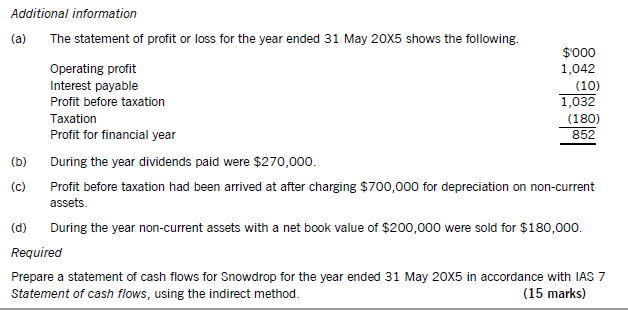 Additional information
(a) The statement of profit or loss for the year ended 31 May 20X5 shows the following.
$'000
Operating profit 1,042
Interest payable (10)
Profit before taxation 1,032
Taxation (180)
Profit for financial year 852
(b) During the year dividends paid were $270,000.
(c) Profit before taxation had been arrived at after charging $700,000 for depreciation on non-current
assets.
(d) During the year non-current assets with a net book value of $200,000 were sold for $180,000.
Required
Prepare a statement of cash flows for Snowdrop for the year ended 31 May 20X5 in accordance with IAS 7
Statement of cash flows, using the indirect method. (15 marks)